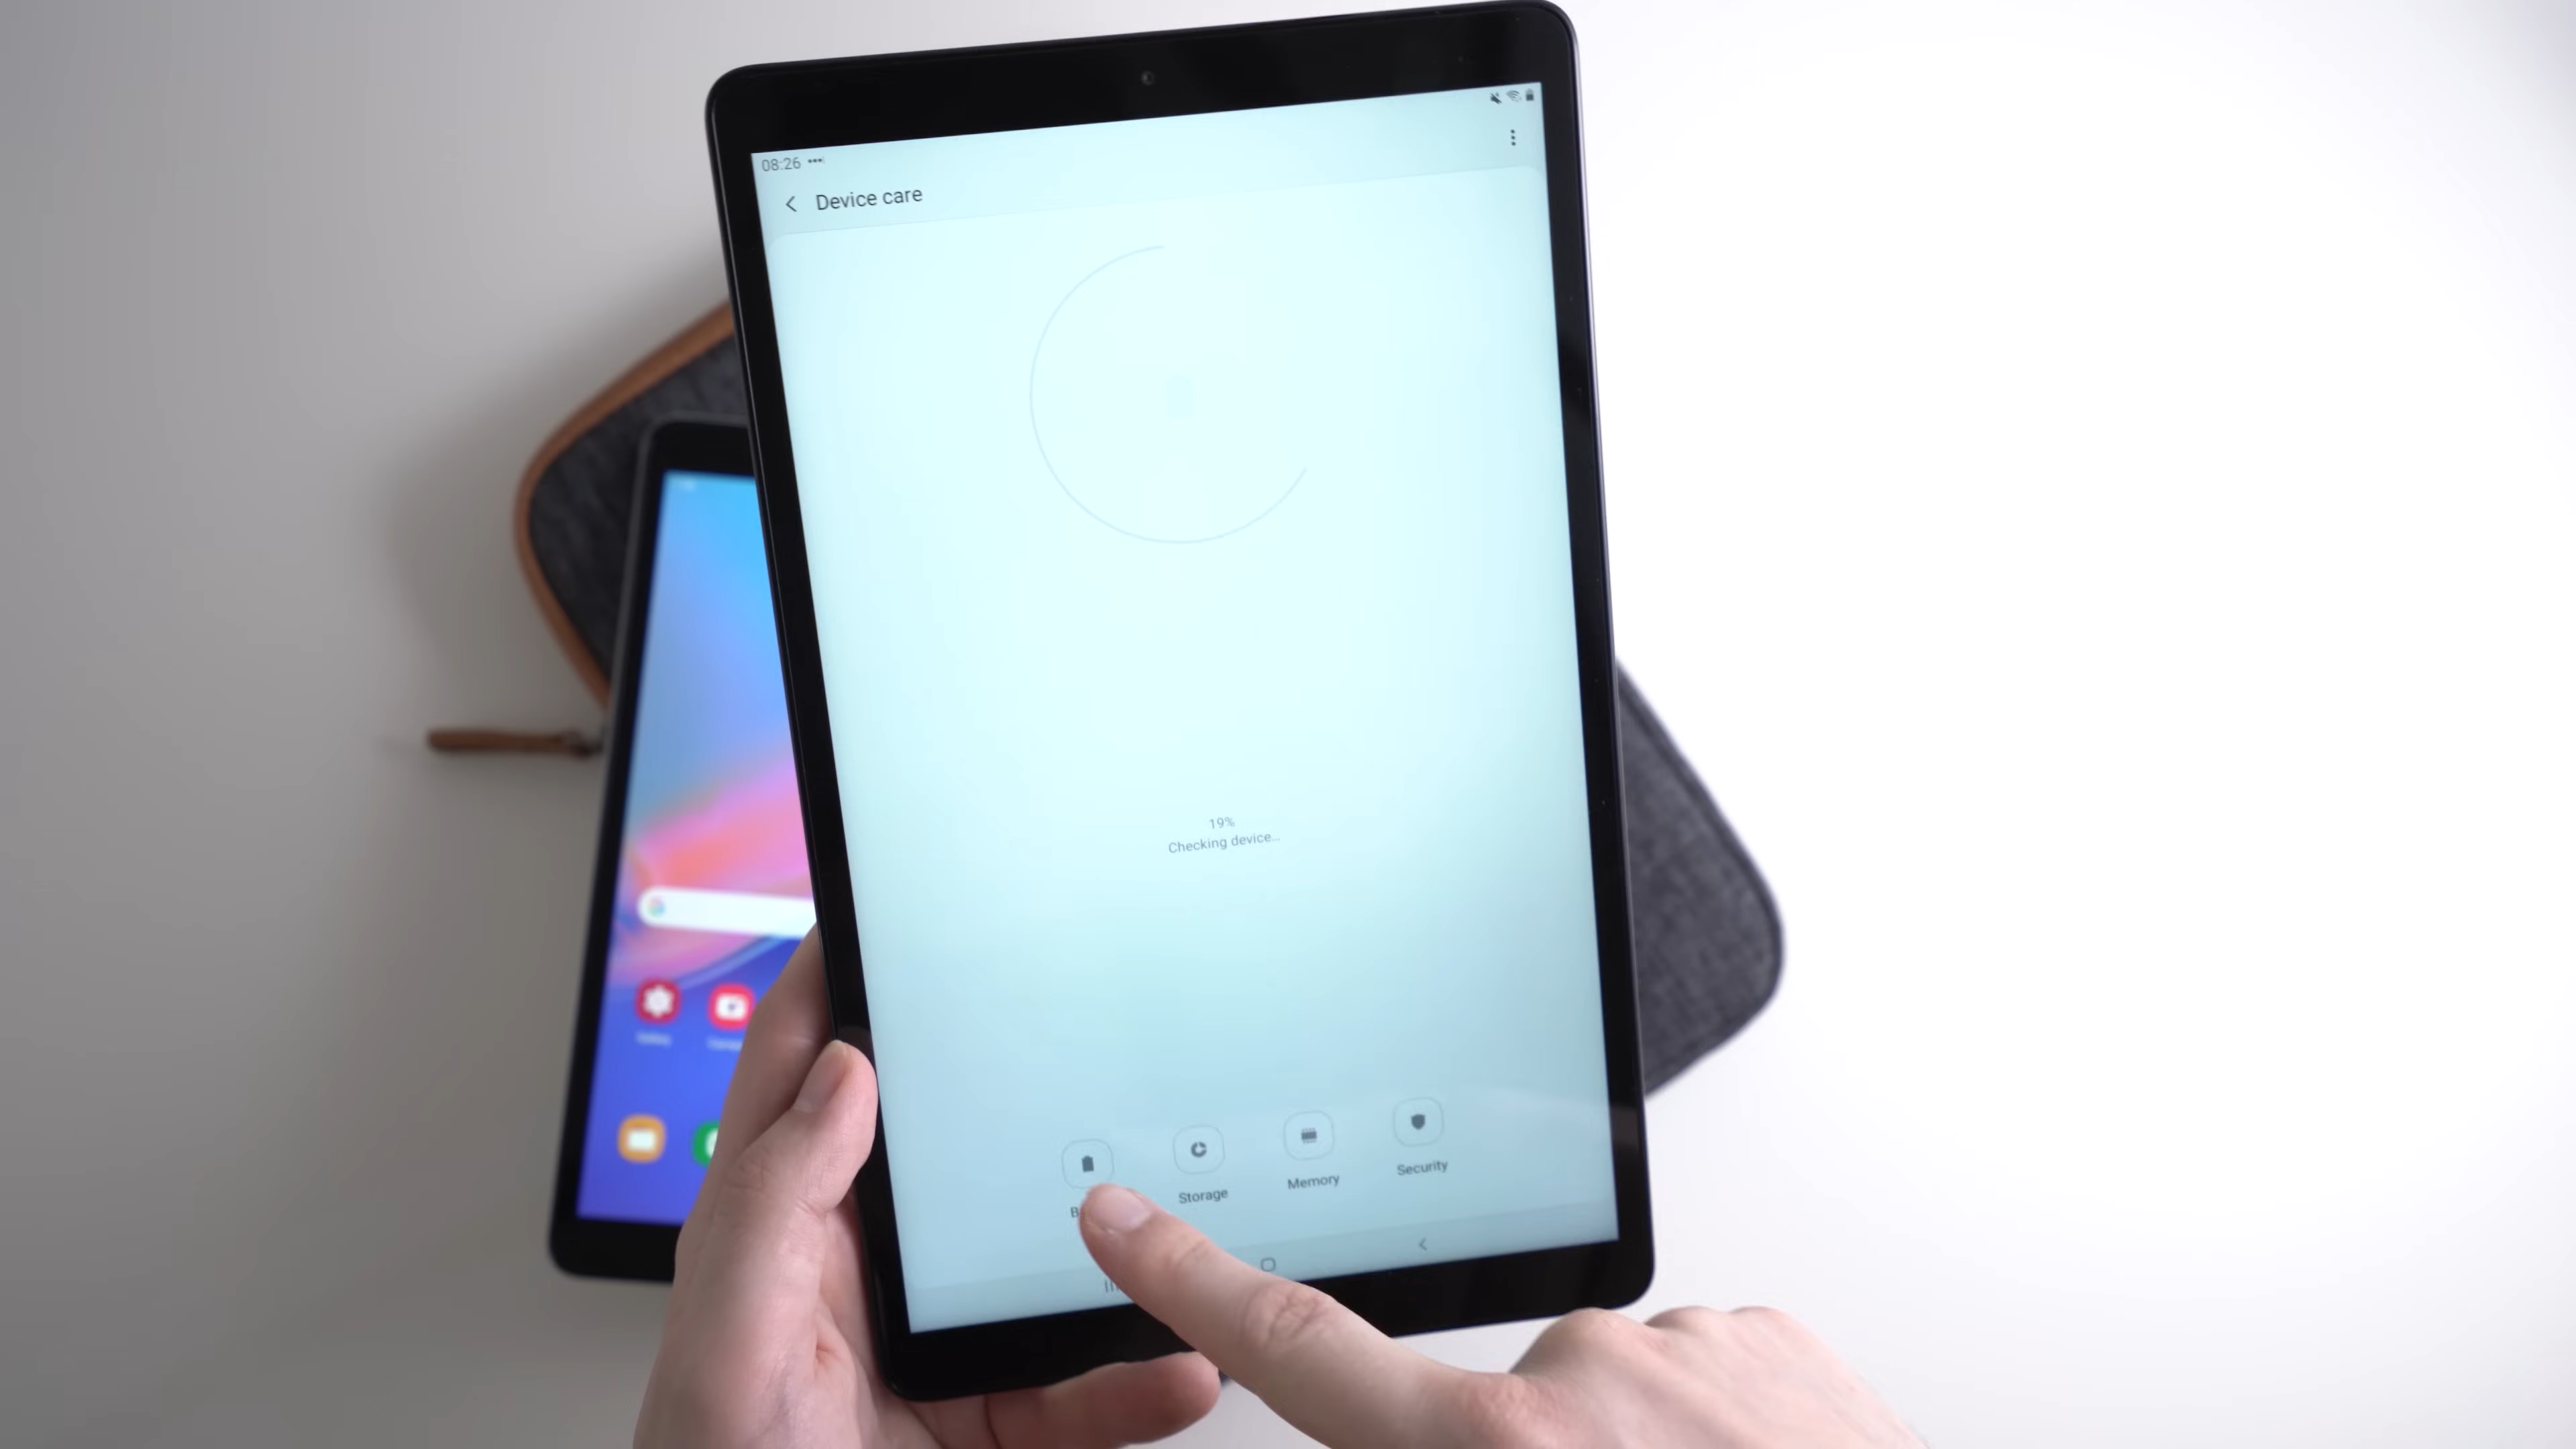 08:26
Device care
19%
Checking device...
Storage
Memory
Security